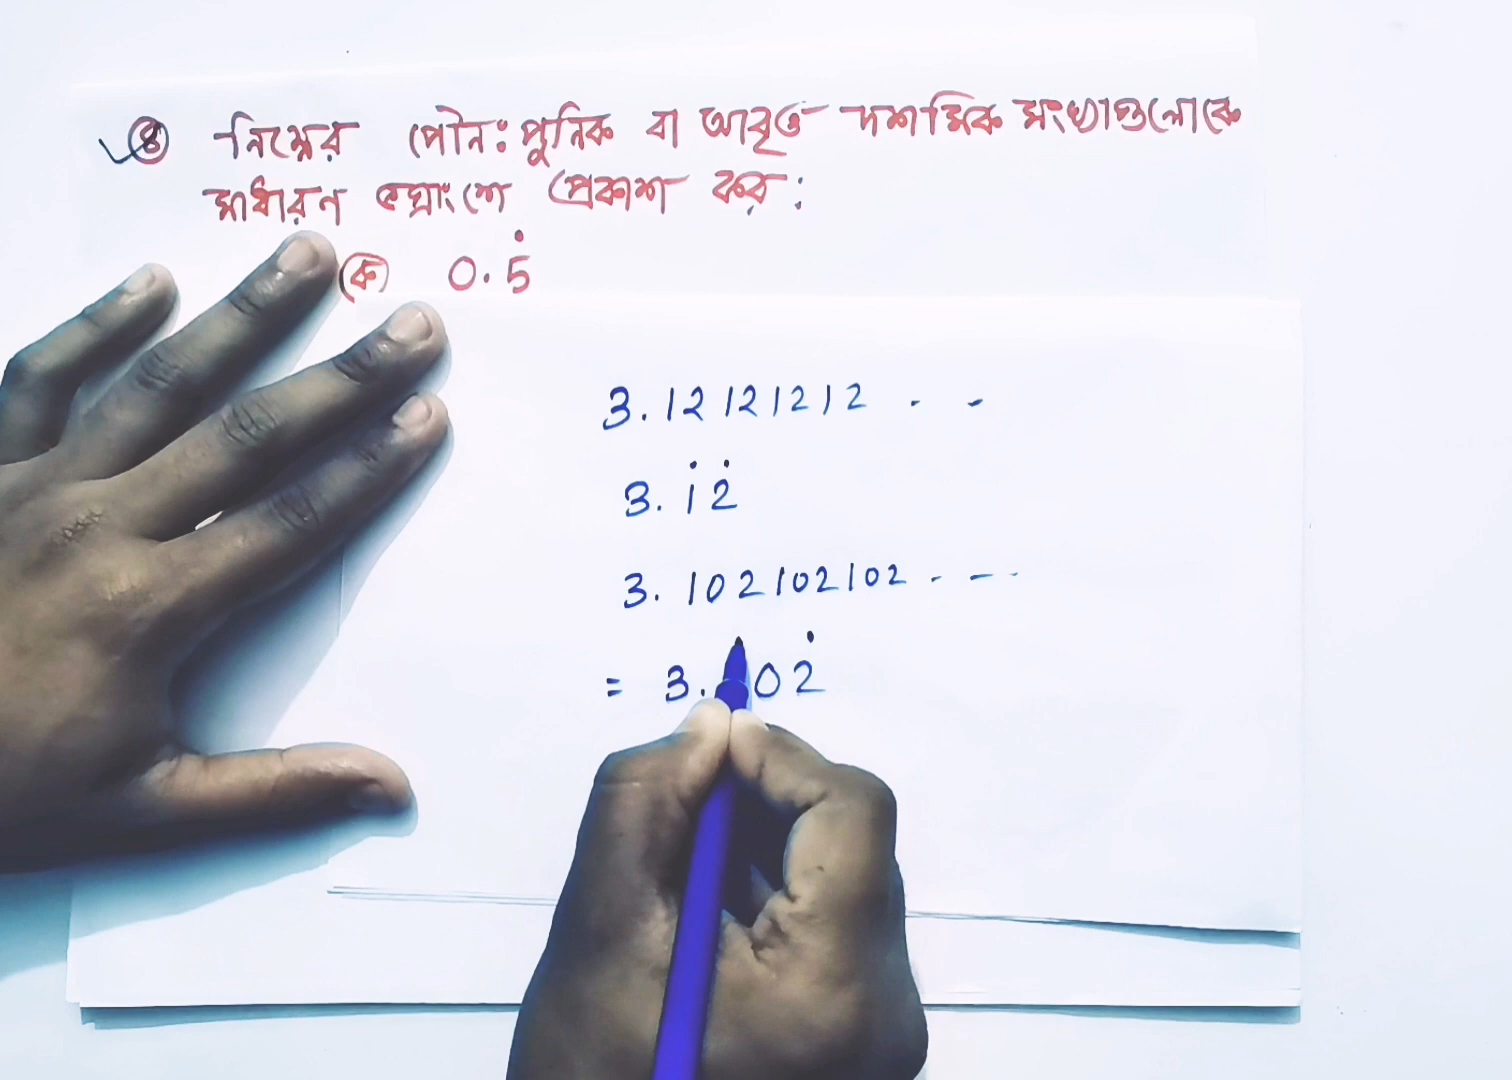 ৪ নিম্নের পৌনঃপুনিক বা আবৃত্ত দশমিক সংখ্যাগুলোকে
সাধারণ ভগ্নাংশে প্রকাশ কর:
(ক) 0.5̇
3.12121212 . -
3.1̇2̇
3.102102102 - - -
= 3. 02̇